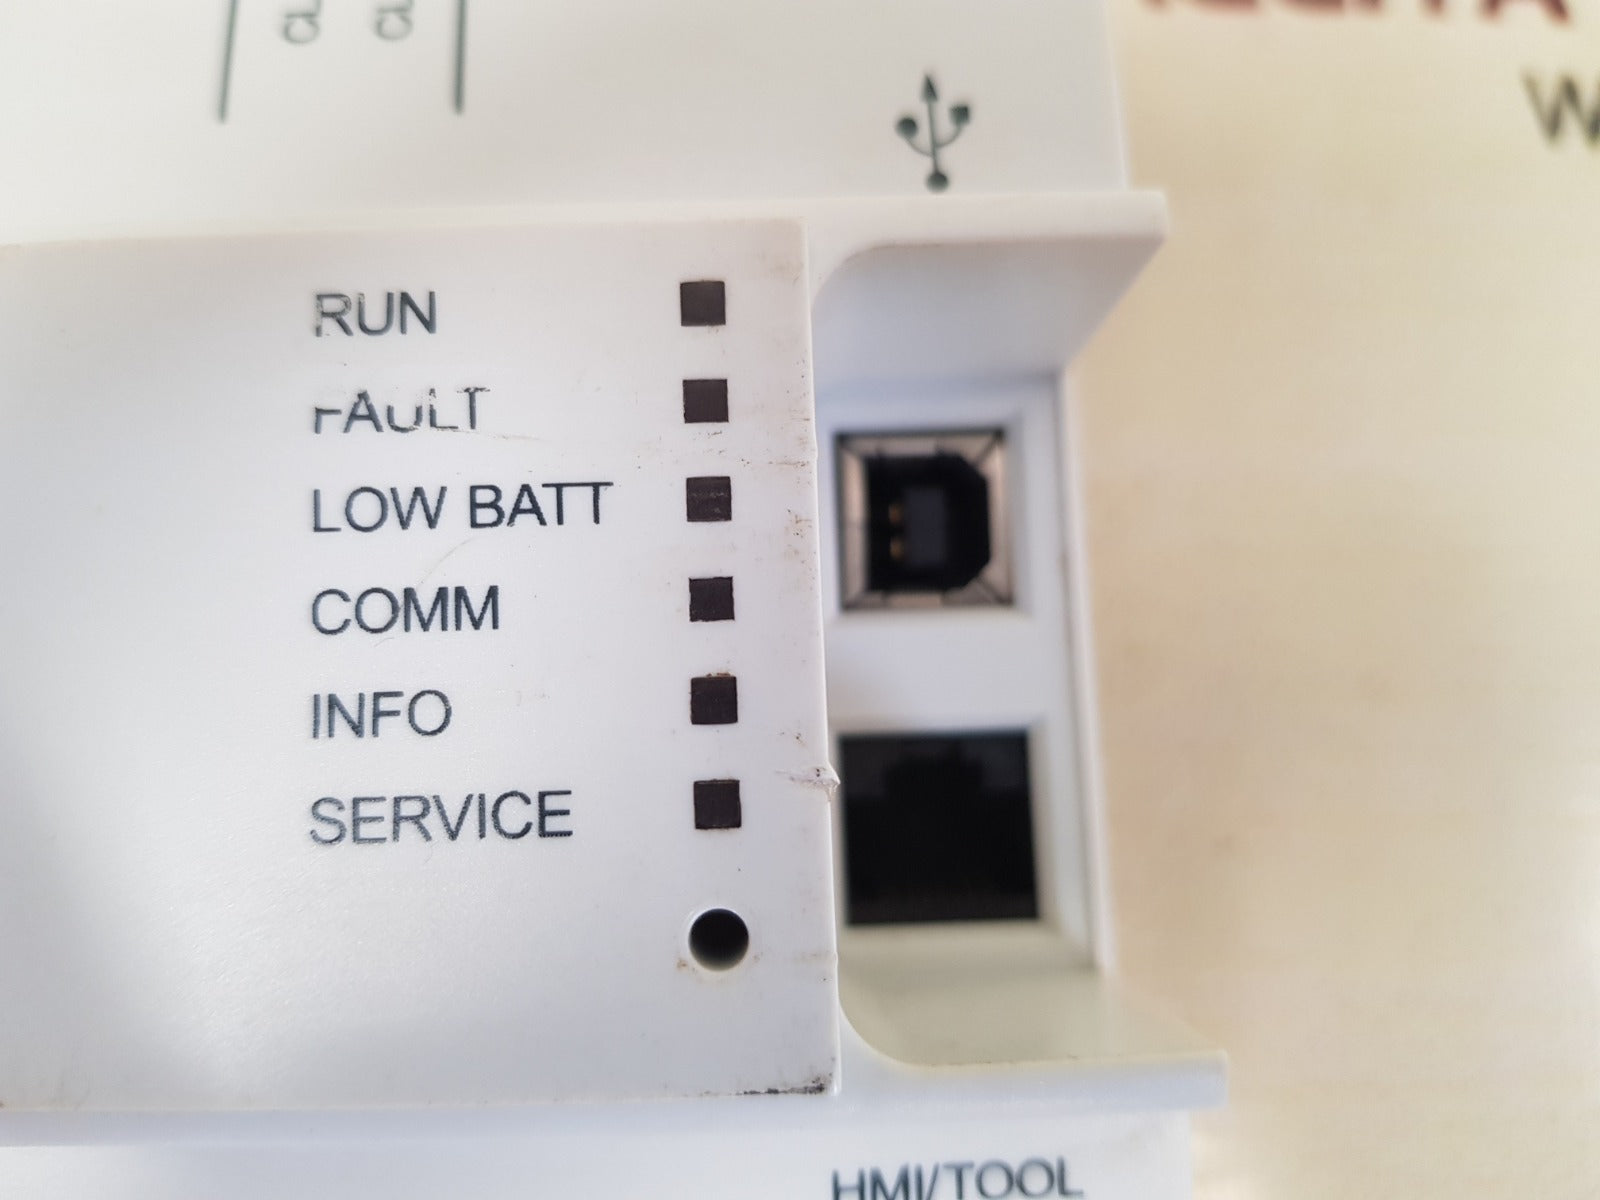 RUN
FAULT
LOW BATT
COMM
INFO
SERVICE
HMI/TOOL